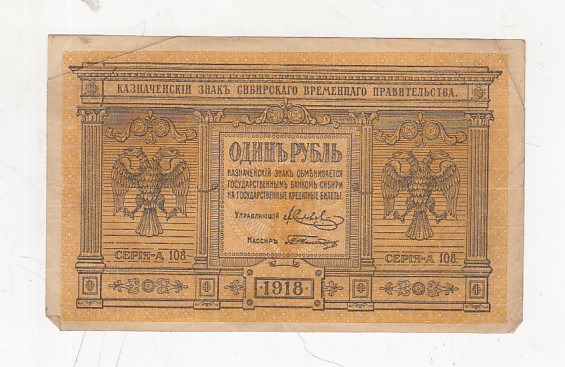 КАЗНАЧЕЙСКІЙ ЗНАКЪ СИБИРСКАГО ВРЕМЕННАГО ПРАВИТЕЛЬСТВА.
ОДИНЪ РУБЛЬ
КАЗНАЧЕЙСКІЙ ЗНАКЪ ОБМѢНИВАЕТСЯ
ГОСУДАРСТВЕННЫМЪ БАНКОМЪ СИБИРИ
НА ГОСУДАРСТВЕННЫЕ КРЕДИТНЫЕ БИЛЕТЫ.
УПРАВЛЯЮЩІЙ
КАССИРЪ
СЕРІЯ-А 108
СЕРІЯ-А 108
1918